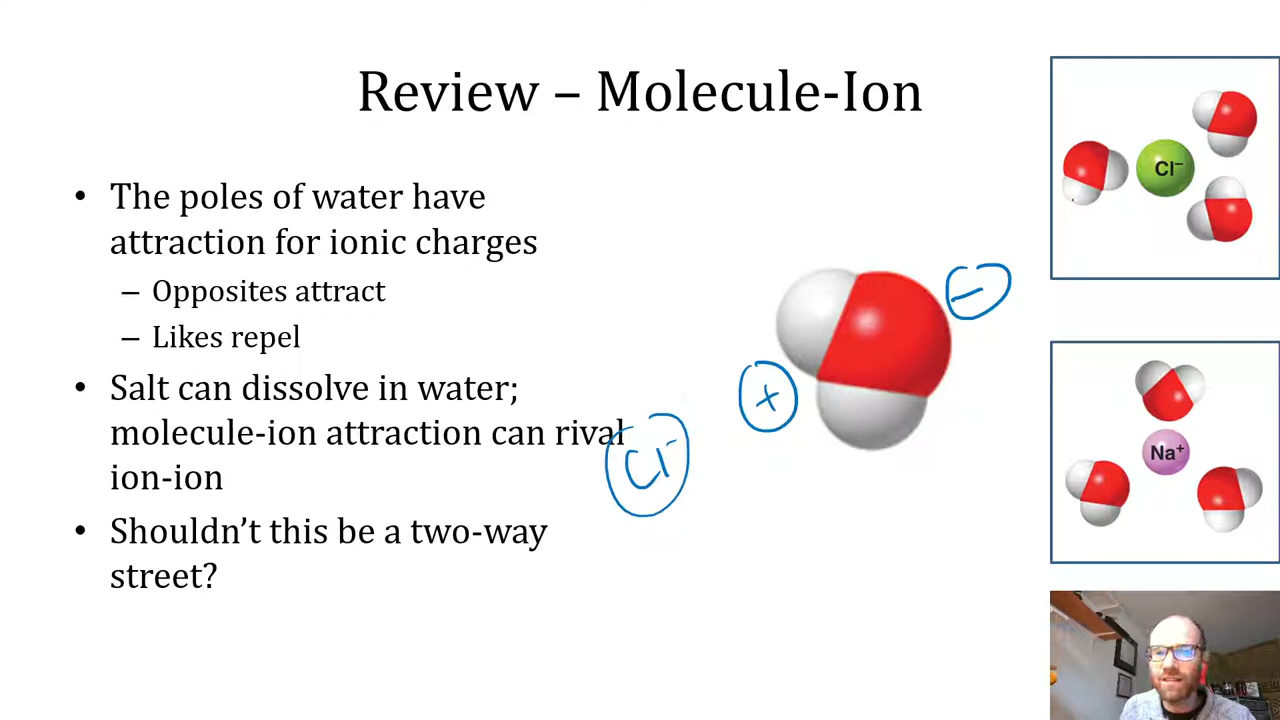 Review – Molecule-Ion
• The poles of water have
attraction for ionic charges
– Opposites attract
– Likes repel
• Salt can dissolve in water;
molecule-ion attraction can rival
ion-ion
• Shouldn’t this be a two-way
street?
Cl⁻
+
−
Cl⁻
Na⁺